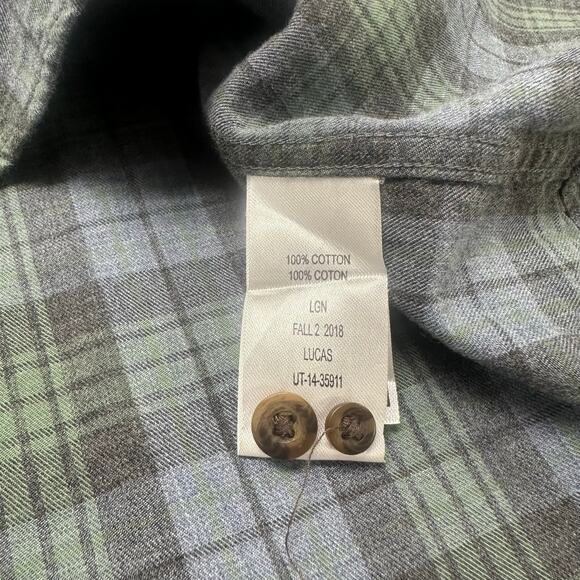 100% COTTON
100% COTON
LGN
FALL 2 2018
LUCAS
UT-14-35911